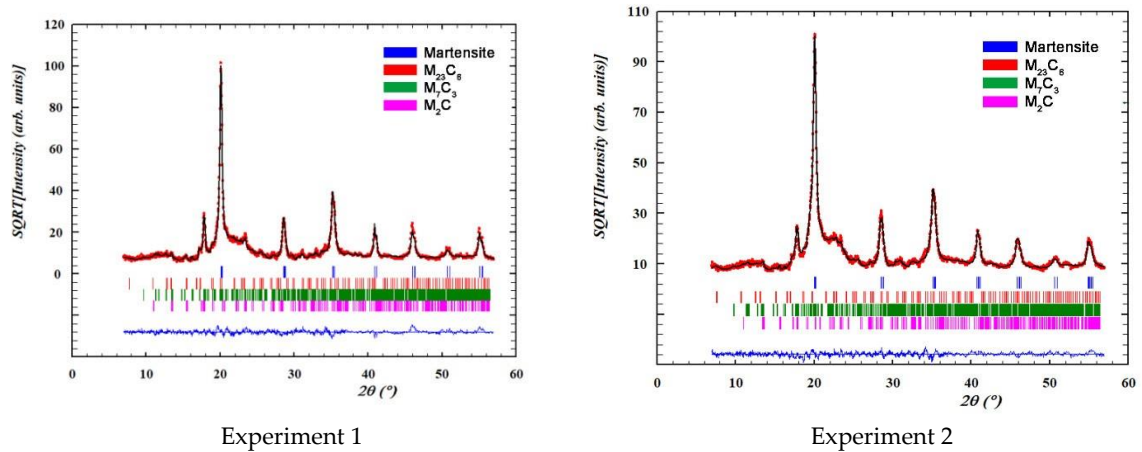 120
100
80
60
40
20
0
SQRT[Intensity (arb. units)]
Martensite
M₂₃C₆
M₇C₃
M₂C
0 10 20 30 40 50 60
2θ (°)
Experiment 1
110
90
70
50
30
10
SQRT[Intensity (arb. units)]
Martensite
M₂₃C₆
M₇C₃
M₂C
0 10 20 30 40 50 60
2θ (°)
Experiment 2